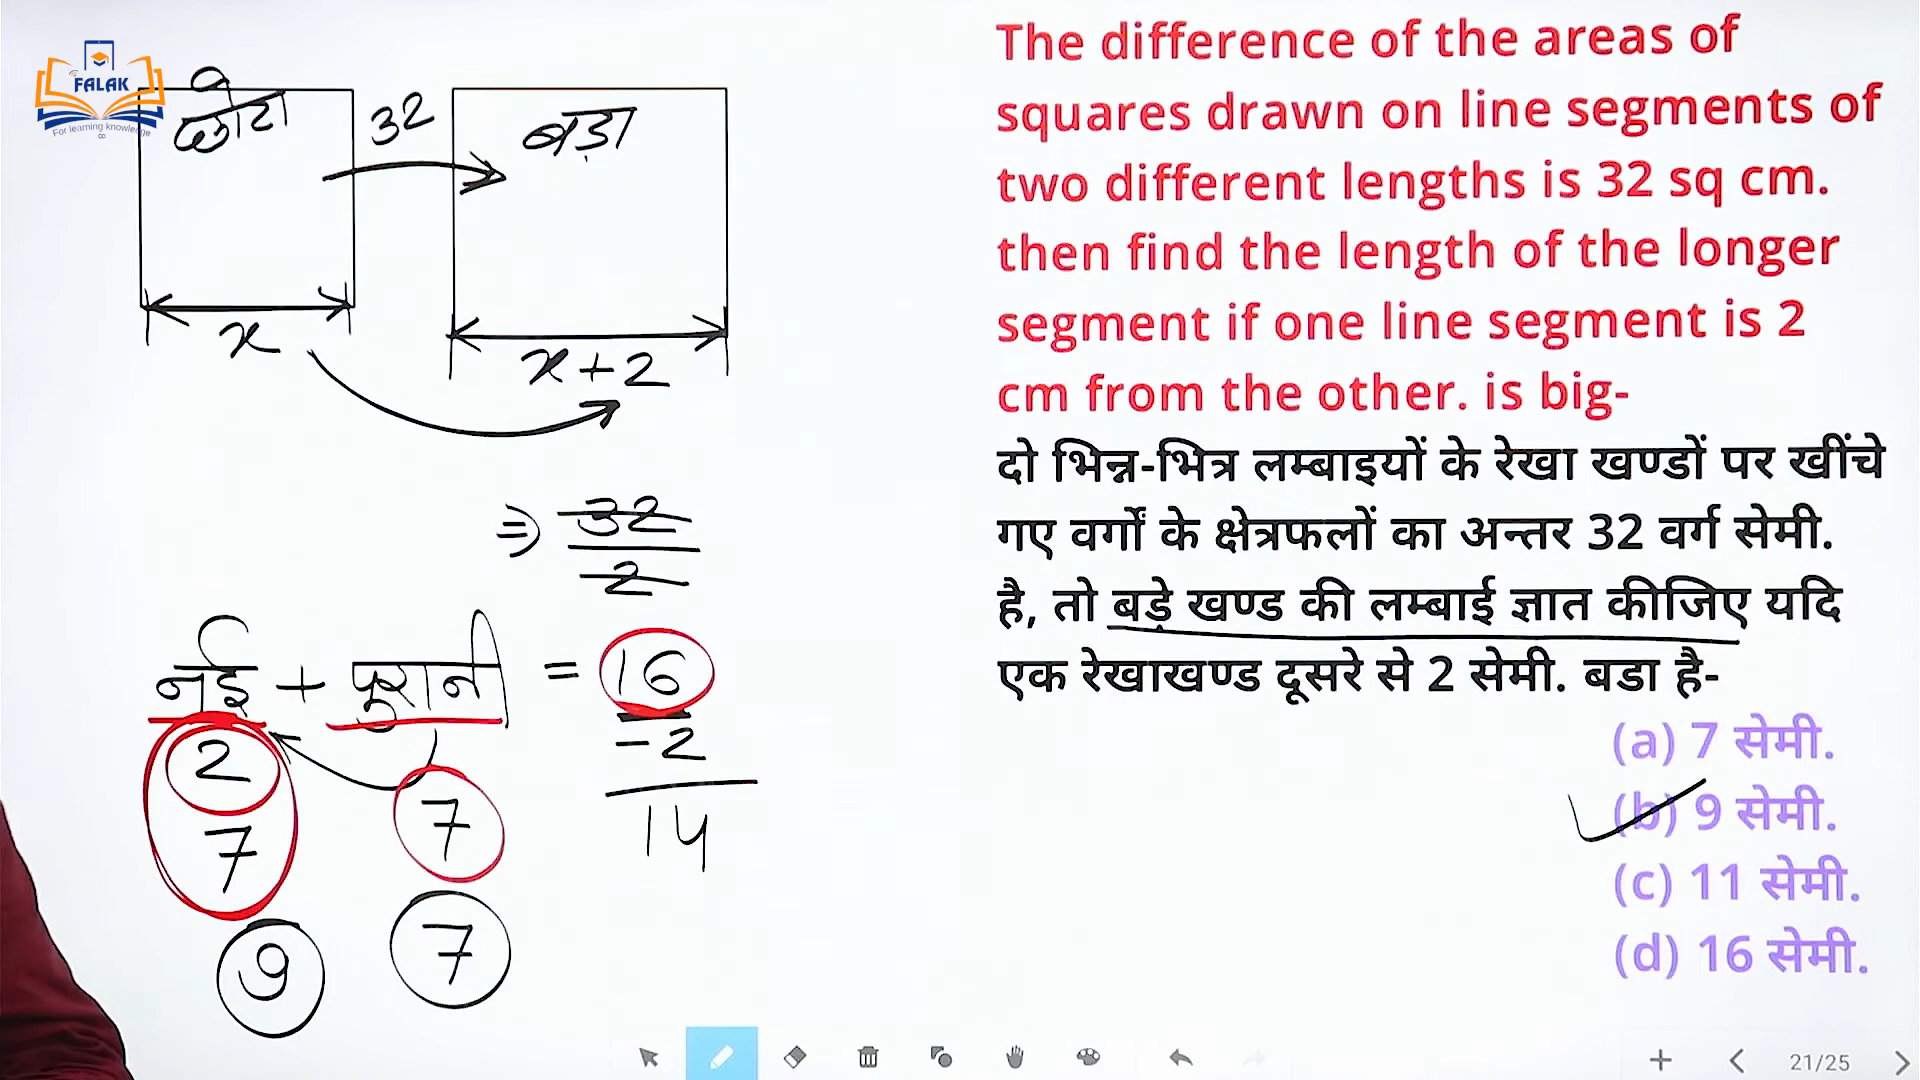 FALAK
For learning knowledge
छोटा
32
बड़ा
x
x+2
⇒ 32
2
नई + पुरानी = 16
2
-2
7
7
14
9
7
The difference of the areas of
squares drawn on line segments of
two different lengths is 32 sq cm.
then find the length of the longer
segment if one line segment is 2
cm from the other. is big-
दो भिन्न-भित्र लम्बाइयों के रेखा खण्डों पर खींचे
गए वर्गों के क्षेत्रफलों का अन्तर 32 वर्ग सेमी.
है, तो बड़े खण्ड की लम्बाई ज्ञात कीजिए यदि
एक रेखाखण्ड दूसरे से 2 सेमी. बडा है-
(a) 7 सेमी.
(b) 9 सेमी.
(c) 11 सेमी.
(d) 16 सेमी.
21/25